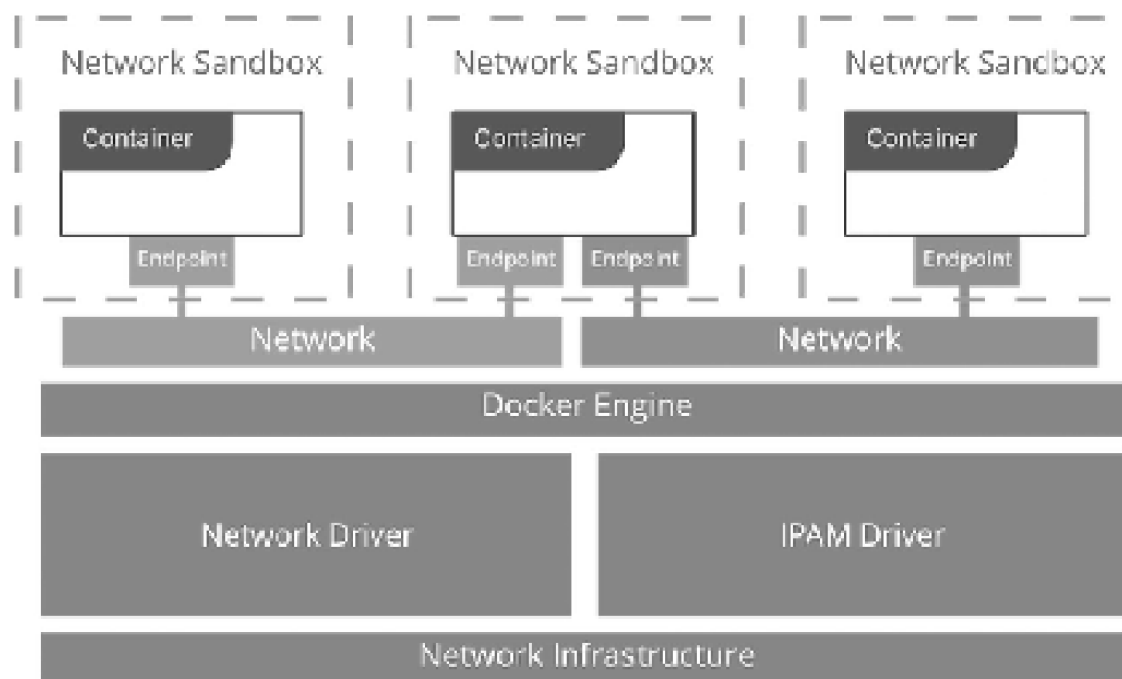 Network Sandbox Network Sandbox Network Sandbox
Container Container Container
Endpoint Endpoint Endpoint Endpoint
Network Network
Docker Engine
Network Driver IPAM Driver
Network Infrastructure